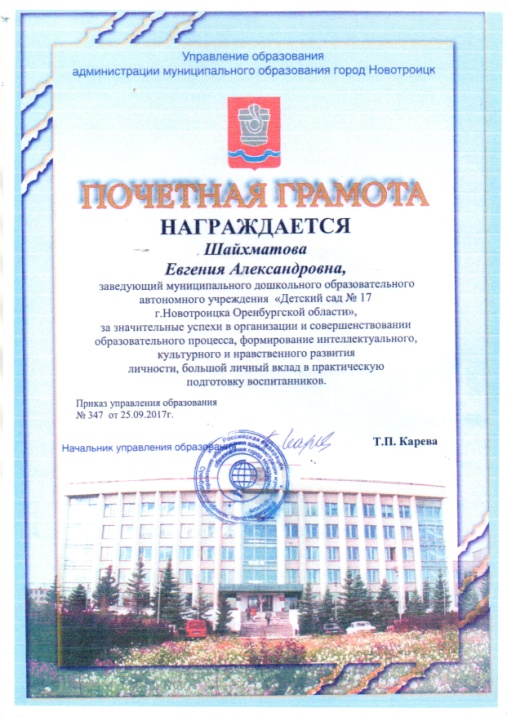 Управление образования
администрации муниципального образования город Новотроицк
ПОЧЕТНАЯ ГРАМОТА
НАГРАЖДАЕТСЯ
Шайхматова
Евгения Александровна,
заведующий муниципального дошкольного образовательного
автономного учреждения «Детский сад № 17
г.Новотроицка Оренбургской области»,
за значительные успехи в организации и совершенствовании
образовательного процесса, формирование интеллектуального,
культурного и нравственного развития
личности, большой личный вклад в практическую
подготовку воспитанников.
Приказ управления образования
№ 347 от 25.09.2017г.
Российская Федерация
Начальник управления образования
Т.П. Карева